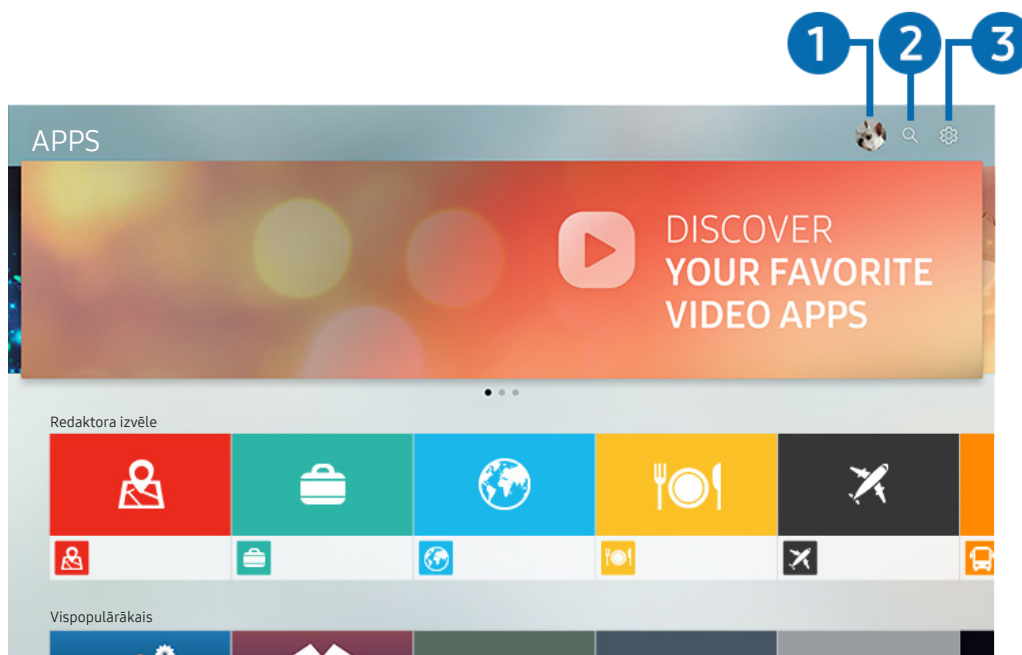 1 2 3
APPS
DISCOVER
YOUR FAVORITE
VIDEO APPS
Redaktora izvēle
Vispopulārākais